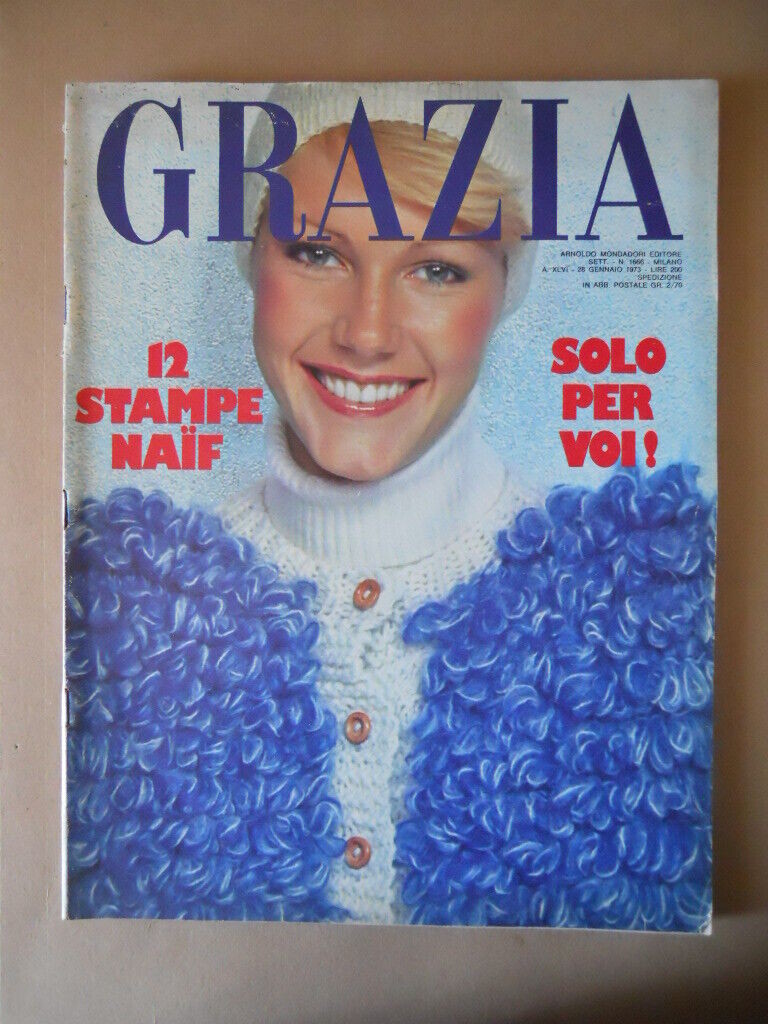 GRAZIA
ARNOLDO MONDADORI EDITORE
SETT. - N. 1666 - MILANO
A. XLVI - 28 GENNAIO 1973 - LIRE 200
SPEDIZIONE
IN ABB. POSTALE GR. 2/70
12
STAMPE
NAÏF
SOLO
PER
VOI!